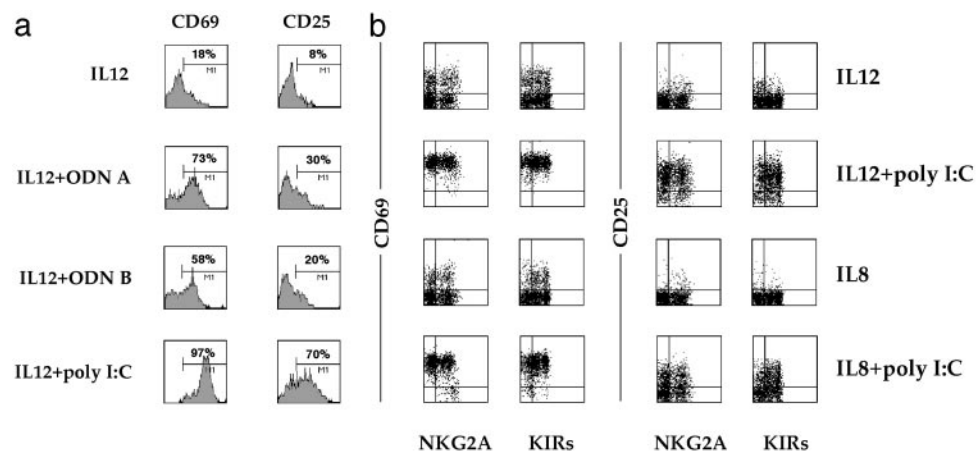 a
CD69 CD25
IL12
18%
M1
8%
M1
IL12+ODN A
73%
M1
30%
M1
IL12+ODN B
58%
M1
20%
M1
IL12+poly I:C
97%
M1
70%
M1
b
CD69
CD25
IL12
IL12+poly I:C
IL8
IL8+poly I:C
NKG2A KIRs NKG2A KIRs